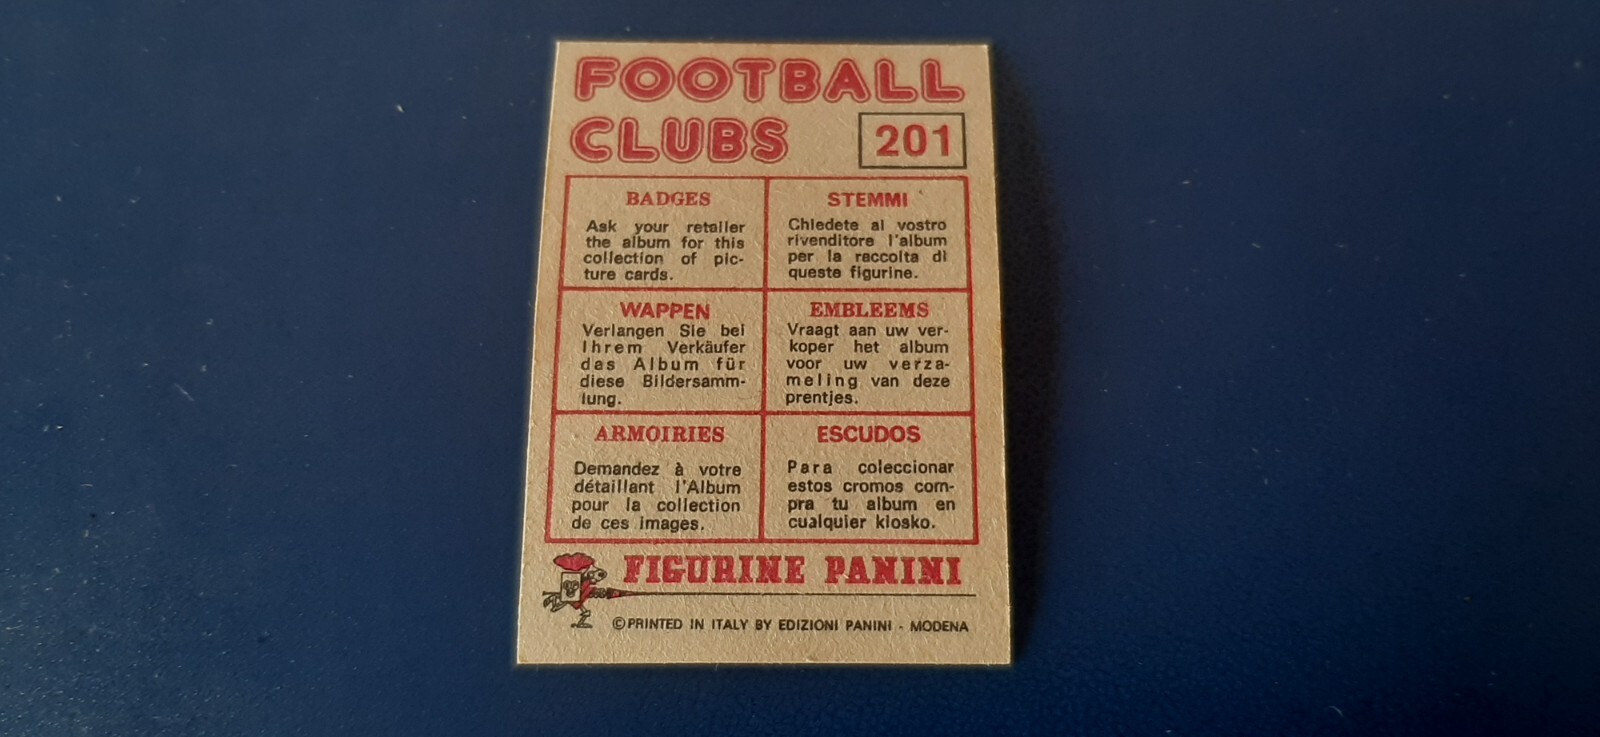 FOOTBALL
CLUBS
201
BADGES
Ask your retailer
the album for this
collection of pic-
ture cards.
STEMMI
Chiedete al vostro
rivenditore l'album
per la raccolta di
queste figurine.
WAPPEN
Verlangen Sie bei
Ihrem Verkäufer
das Album für
diese Bildersamm-
lung.
EMBLEEMS
Vraagt aan uw ver-
koper het album
voor uw verza-
meling van deze
prentjes.
ARMOIRIES
Demandez à votre
détaillant l'Album
pour la collection
de ces images.
ESCUDOS
Para coleccionar
estos cromos com-
pra tu album en
cualquier kiosko.
FIGURINE PANINI
©PRINTED IN ITALY BY EDIZIONI PANINI - MODENA